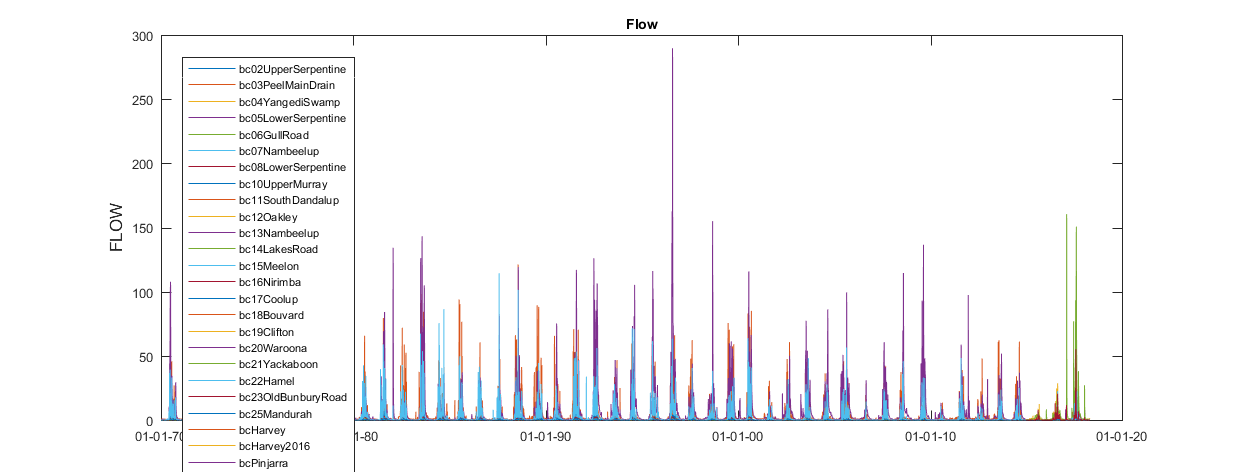 Flow
300
250
200
150
100
50
0
FLOW
bc02UpperSerpentine
bc03PeelMainDrain
bc04YangediSwamp
bc05LowerSerpentine
bc06GullRoad
bc07Nambeelup
bc08LowerSerpentine
bc10UpperMurray
bc11SouthDandalup
bc12Oakley
bc13Nambeelup
bc14LakesRoad
bc15Meelon
bc16Nirimba
bc17Coolup
bc18Bouvard
bc19Clifton
bc20Waroona
bc21Yackaboon
bc22Hamel
bc23OldBunburyRoad
bc25Mandurah
bcHarvey
bcHarvey2016
bcPinjarra
01-01-70 1-80 01-01-90 01-01-00 01-01-10 01-01-20